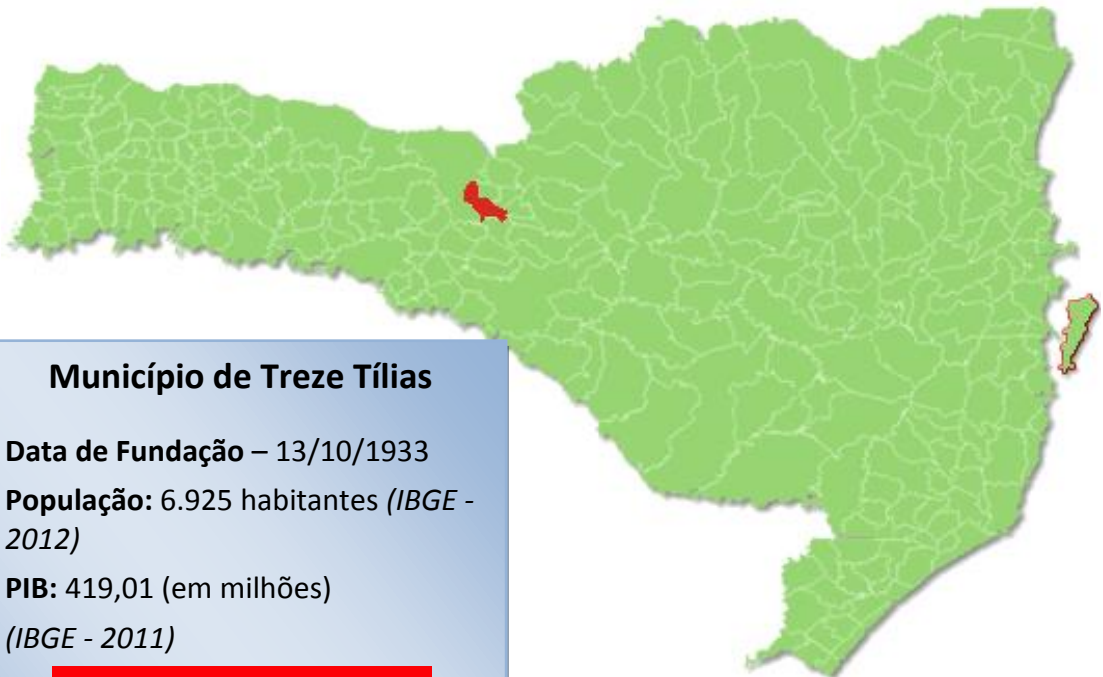 Município de Treze Tílias
Data de Fundação – 13/10/1933
População: 6.925 habitantes (IBGE -
2012)
PIB: 419,01 (em milhões)
(IBGE - 2011)